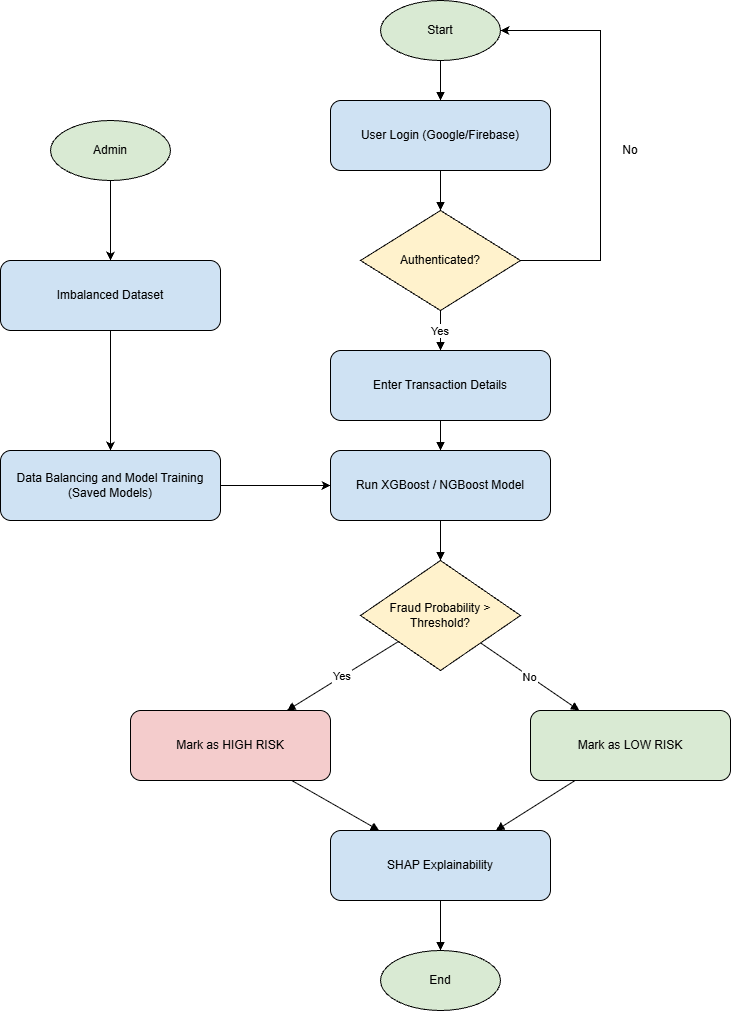 Start
User Login (Google/Firebase)
Admin
No
Authenticated?
Imbalanced Dataset
Yes
Enter Transaction Details
Data Balancing and Model Training
(Saved Models)
Run XGBoost / NGBoost Model
Fraud Probability >
Threshold?
Yes
No
Mark as HIGH RISK
Mark as LOW RISK
SHAP Explainability
End